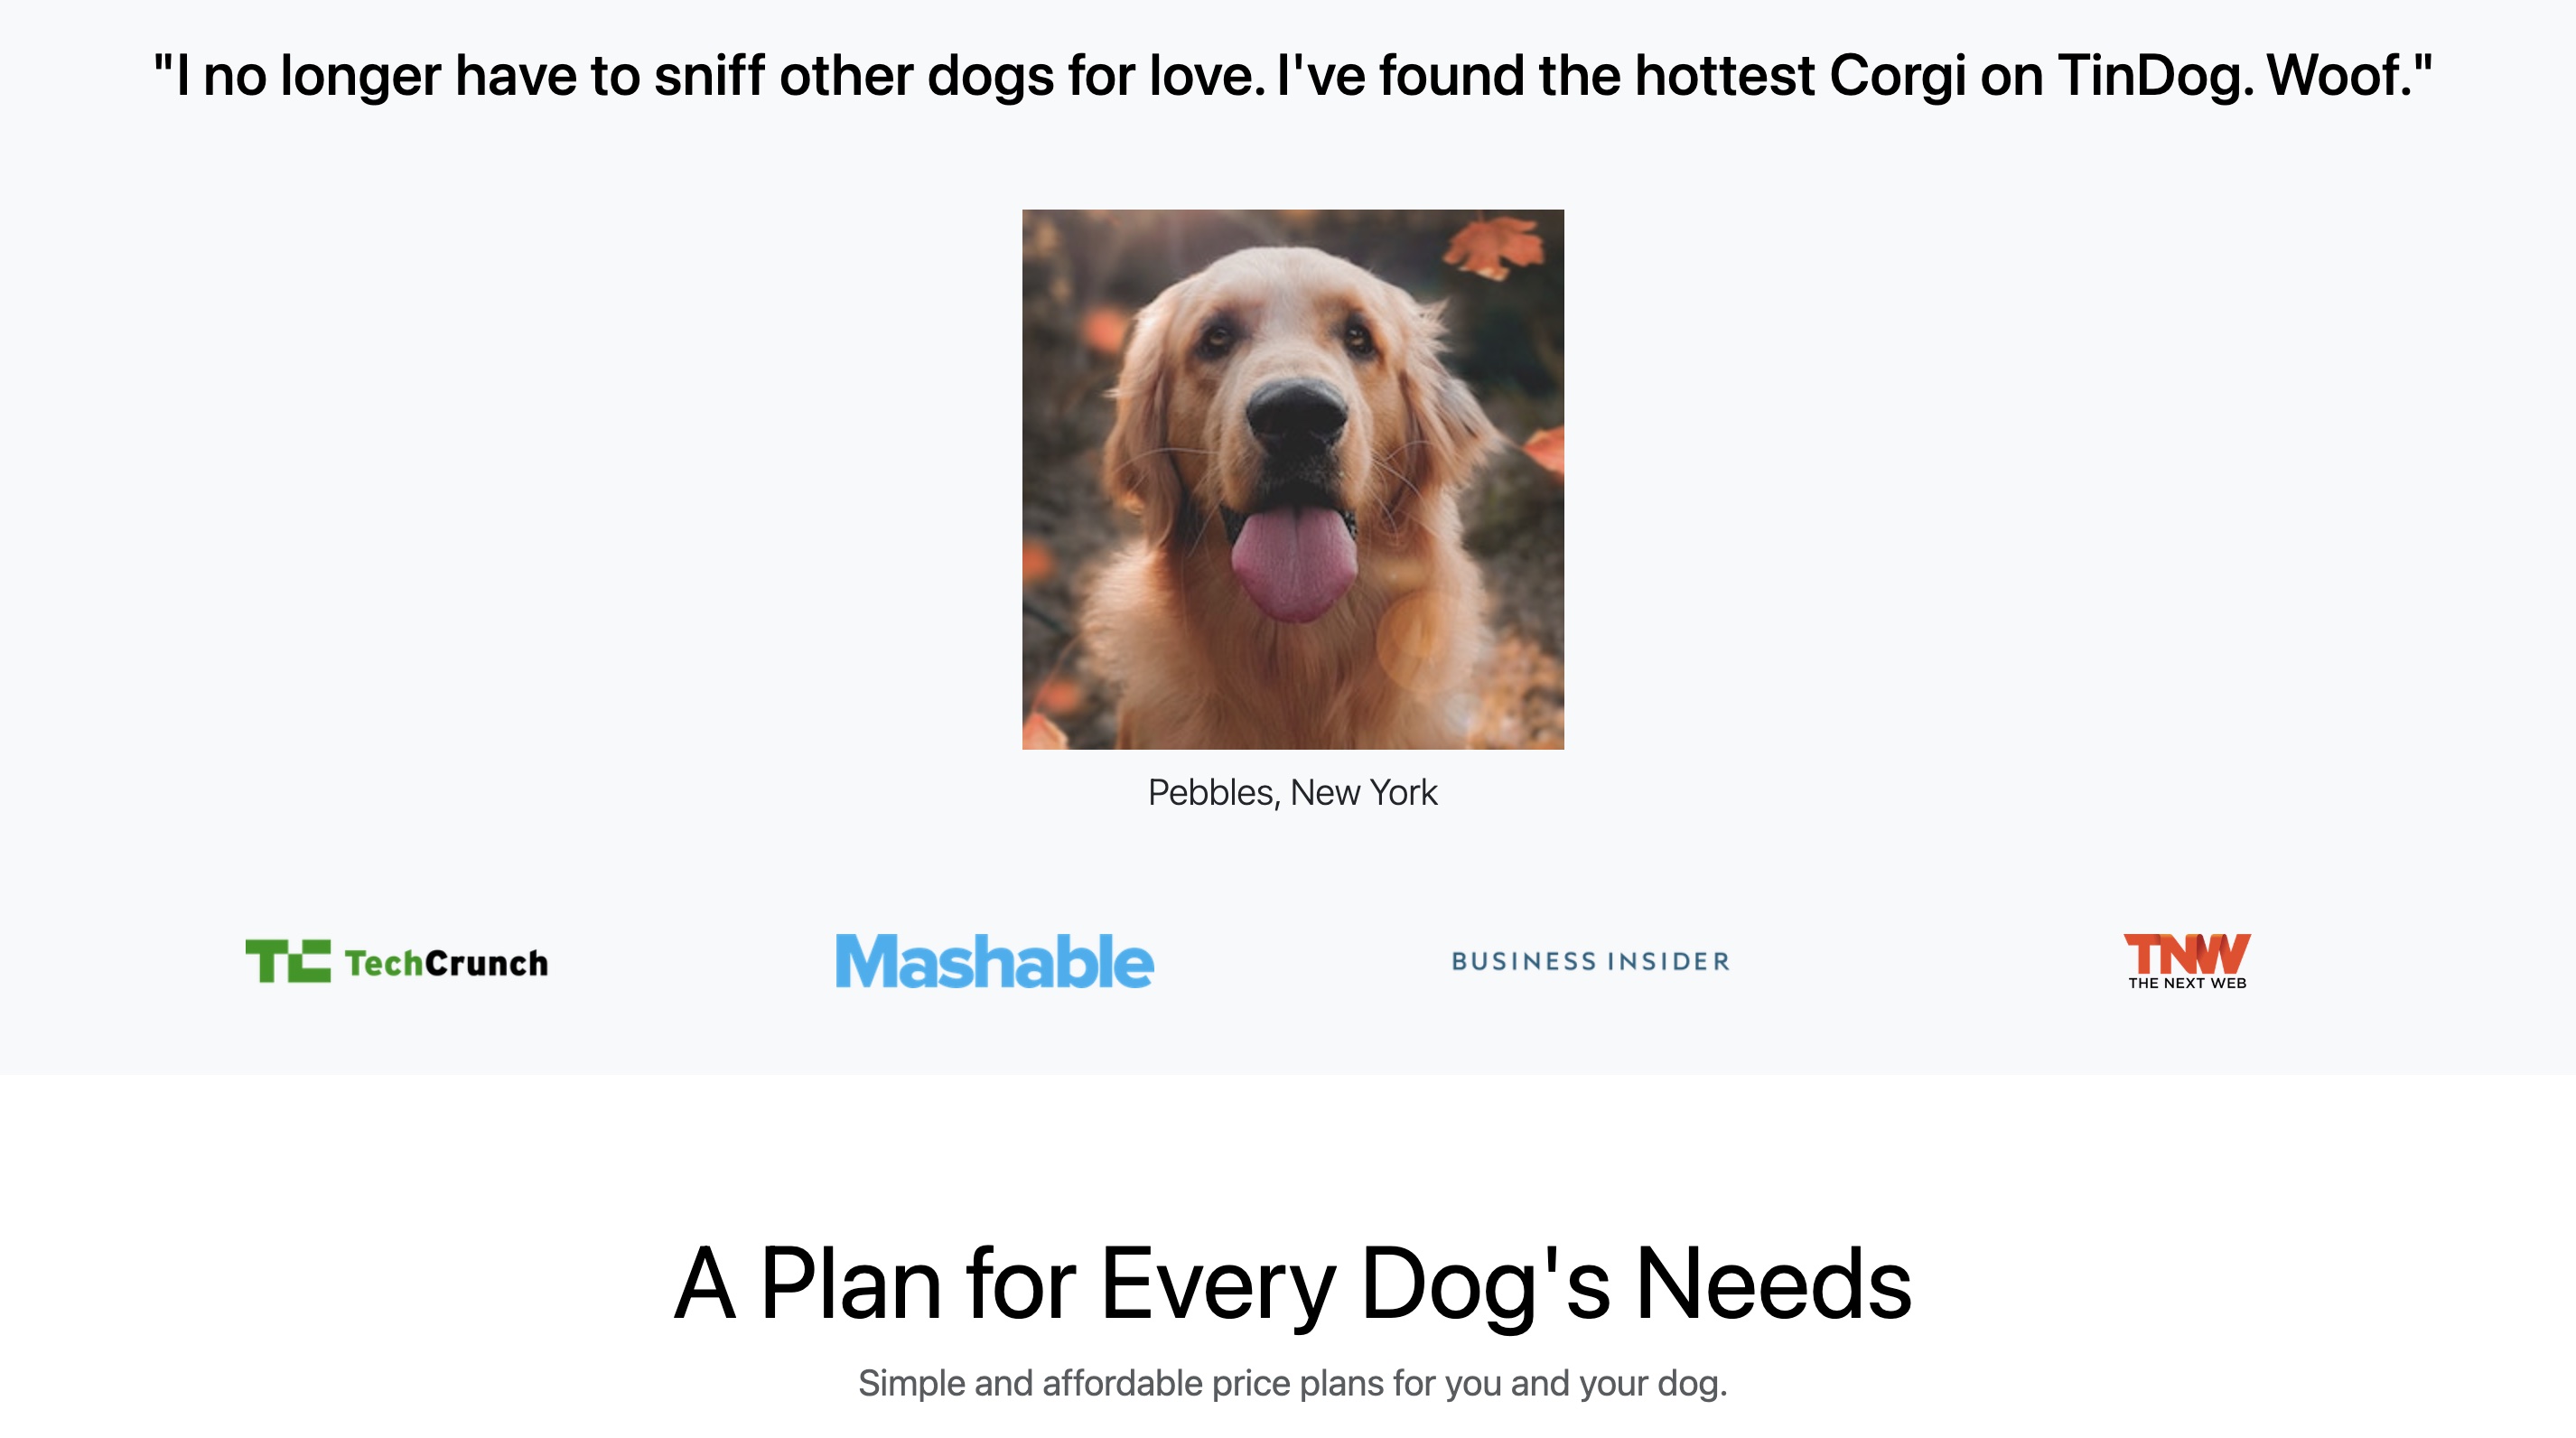 "I no longer have to sniff other dogs for love. I've found the hottest Corgi on TinDog. Woof."
Pebbles, New York
TC TechCrunch
Mashable
BUSINESS INSIDER
TNW
THE NEXT WEB
A Plan for Every Dog's Needs
Simple and affordable price plans for you and your dog.